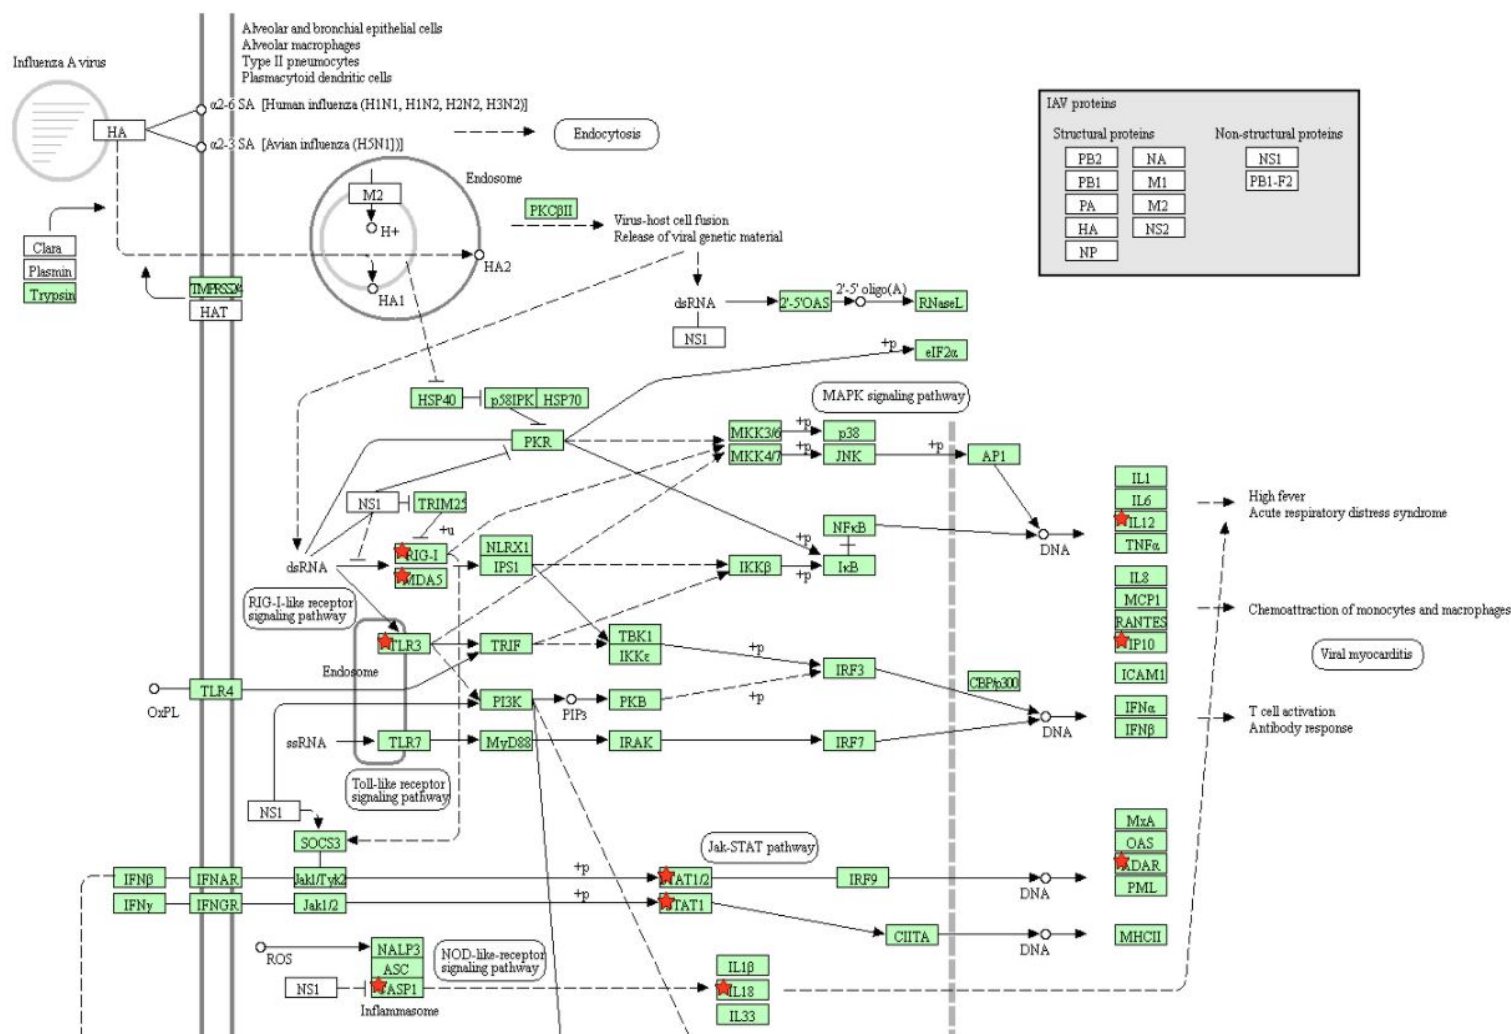 Alveolar and bronchial epithelial cells
Alveolar macrophages
Type II pneumocytes
Plasmacytoid dendritic cells
Influenza A virus
HA
α2-6 SA [Human influenza (H1N1, H1N2, H2N2, H3N2)]
α2-3 SA [Avian influenza (H5N1])]
Endocytosis
IAV proteins
Structural proteins
Non-structural proteins
PB2
NA
NS1
PB1
M1
PB1-F2
PA
M2
HA
NS2
NP
Endosome
M2
H+
HA1
HA2
PKCβII
Virus-host cell fusion
Release of viral genetic material
Clara
Plasmin
Trypsin
TMPRSS2/4
HAT
dsRNA
NS1
2'-5'OAS
2'-5' oligo(A)
RNaseL
+p
eIF2α
HSP40
p58IPK
HSP70
MAPK signaling pathway
PKR
MKK3/6
+p
p38
MKK4/7
+p
JNK
+p
AP1
NS1
TRIM25
+u
dsRNA
RIG-I
MDA5
NLRX1
IPS1
IKKβ
+p
+p
NFκB
IκB
DNA
IL1
IL6
IL12
TNFα
High fever
Acute respiratory distress syndrome
RIG-I-like receptor
signaling pathway
IL8
MCP1
RANTES
IP10
Chemoattraction of monocytes and macrophages
Viral myocarditis
Endosome
TLR3
TRIF
TBK1
IKKε
+p
IRF3
CBP/p300
ICAM1
OxPL
TLR4
PI3K
PIP3
PKB
+p
IFNα
IFNβ
T cell activation
Antibody response
DNA
ssRNA
TLR7
MyD88
IRAK
IRF7
Toll-like receptor
signaling pathway
NS1
SOCS3
Jak-STAT pathway
MxA
OAS
ADAR
PML
IFNβ
IFNAR
Jak1/Tyk2
+p
STAT1/2
IRF9
DNA
IFNγ
IFNGR
Jak1/2
+p
STAT1
CIITA
DNA
MHCII
ROS
NALP3
ASC
CASP1
NOD-like-receptor
signaling pathway
NS1
Inflammasome
IL1β
IL18
IL33